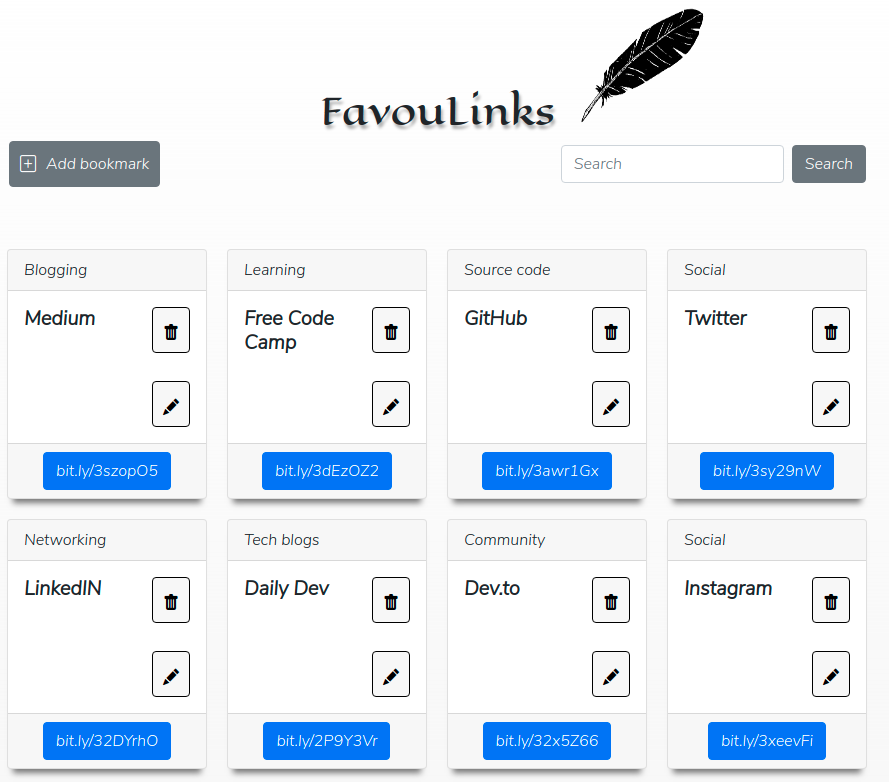 FavouLinks
Add bookmark
Search
Search
Blogging
Medium
bit.ly/3szopO5
Learning
Free Code
Camp
bit.ly/3dEzOZ2
Source code
GitHub
bit.ly/3awr1Gx
Social
Twitter
bit.ly/3sy29nW
Networking
LinkedIN
bit.ly/32DYrhO
Tech blogs
Daily Dev
bit.ly/2P9Y3Vr
Community
Dev.to
bit.ly/32x5Z66
Social
Instagram
bit.ly/3xeevFi